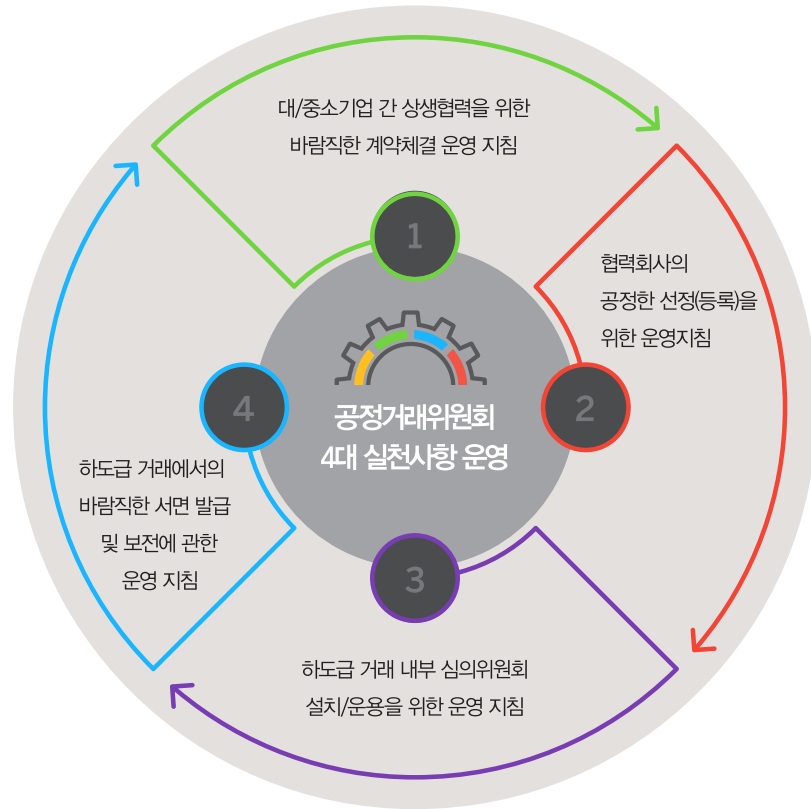 대/중소기업 간 상생협력을 위한
바람직한 계약체결 운영 지침
1
협력회사의
공정한 선정(등록)을
위한 운영지침
2
공정거래위원회
4대 실천사항 운영
4
하도급 거래에서의
바람직한 서면 발급
및 보전에 관한
운영 지침
3
하도급 거래 내부 심의위원회
설치/운용을 위한 운영 지침